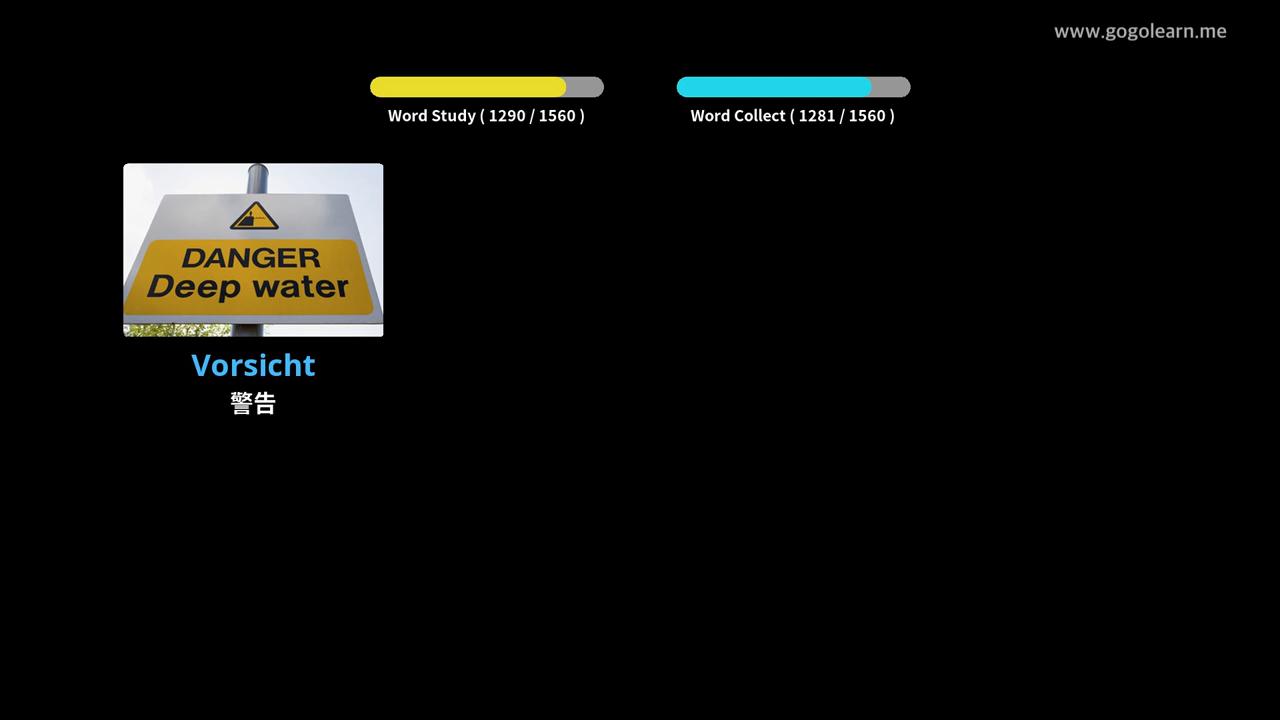 www.gogolearn.me
Word Study ( 1290 / 1560 )
Word Collect ( 1281 / 1560 )
DANGER
Deep water
Vorsicht
警告